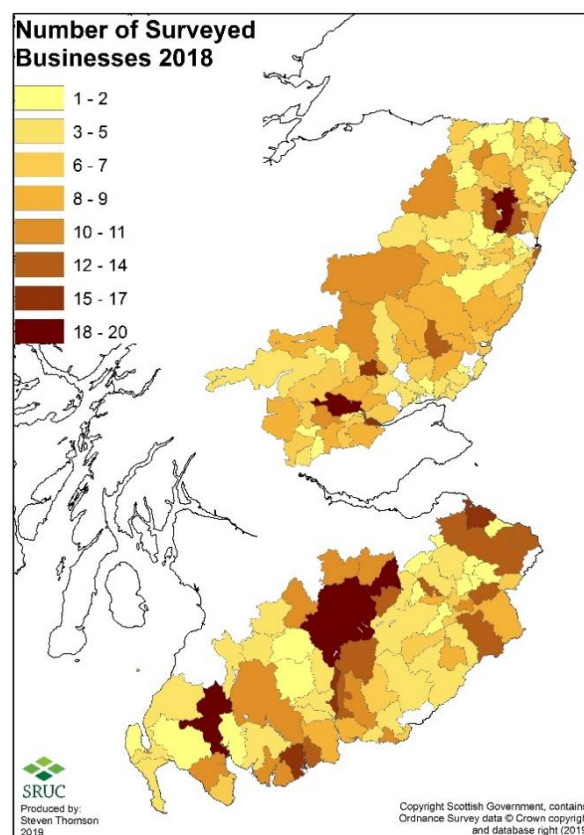 Number of Surveyed
Businesses 2018
1 - 2
3 - 5
6 - 7
8 - 9
10 - 11
12 - 14
15 - 17
18 - 20
SRUC
Produced by:
Steven Thomson
2019
Copyright Scottish Government, contains
Ordnance Survey data © Crown copyrig
and database right (2019